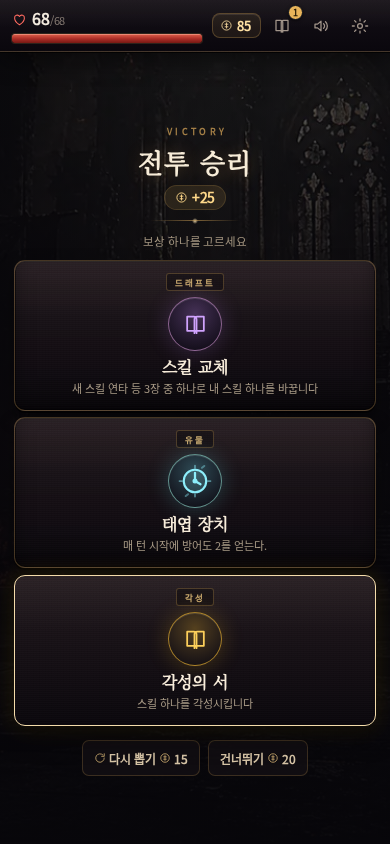 68/68
85
1
VICTORY
전투 승리
+25
보상 하나를 고르세요
드래프트
스킬 교체
새 스킬 연타 등 3장 중 하나로 내 스킬 하나를 바꿉니다
유물
태엽 장치
매 턴 시작에 방어도 2를 얻는다.
각성
각성의 서
스킬 하나를 각성시킵니다
다시 뽑기 15
건너뛰기 20